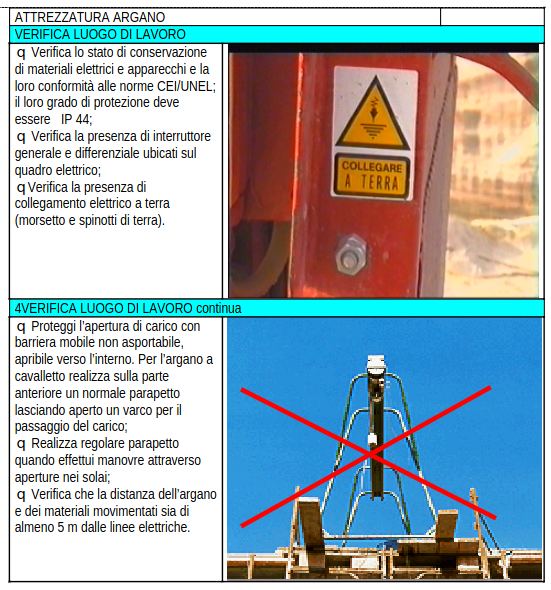 ATTREZZATURA ARGANO
VERIFICA LUOGO DI LAVORO
q Verifica lo stato di conservazione
di materiali elettrici e apparecchi e la
loro conformità alle norme CEI/UNEL;
il loro grado di protezione deve
essere IP 44;
q Verifica la presenza di interruttore
generale e differenziale ubicati sul
quadro elettrico;
q Verifica la presenza di
collegamento elettrico a terra
(morsetto e spinotti di terra).
COLLEGARE
A TERRA
4VERIFICA LUOGO DI LAVORO continua
q Proteggi l'apertura di carico con
barriera mobile non asportabile,
apribile verso l'interno. Per l'argano a
cavalletto realizza sulla parte
anteriore un normale parapetto
lasciando aperto un varco per il
passaggio del carico;
q Realizza regolare parapetto
quando effettui manovre attraverso
aperture nei solai;
q Verifica che la distanza dell'argano
e dei materiali movimentati sia di
almeno 5 m dalle linee elettriche.